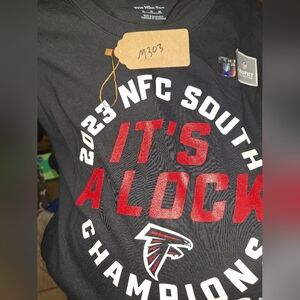 M303
2023 NFC SOUTH
IT'S
A LOCK
CHAMPIONS